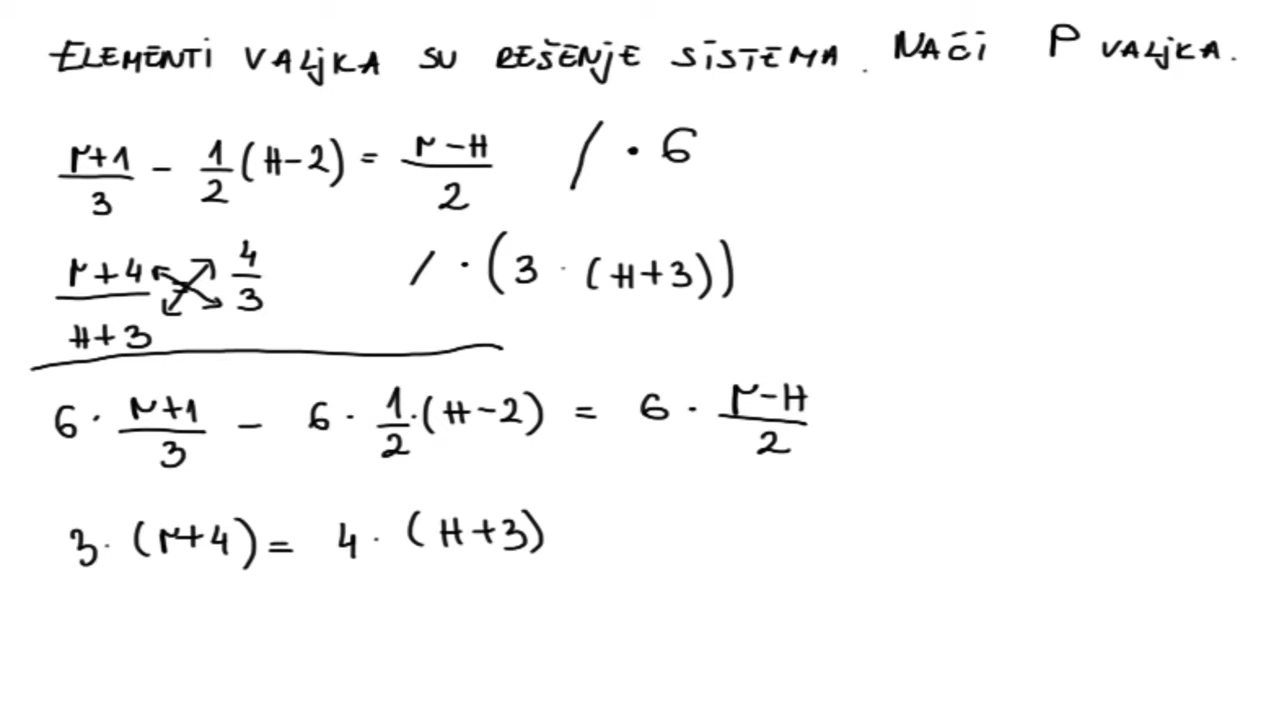 ELEMENTI VALJKA SU REŠENJE SISTEMA. NAĆI P VALJKA.
(r+1)/3 - 1/2 (H-2) = (r-H)/2 / · 6
(r+4)/(H+3) 4/3 / · (3 · (H+3))
6 · (r+1)/3 - 6 · 1/2 · (H-2) = 6 · (r-H)/2
3 · (r+4) = 4 · (H+3)